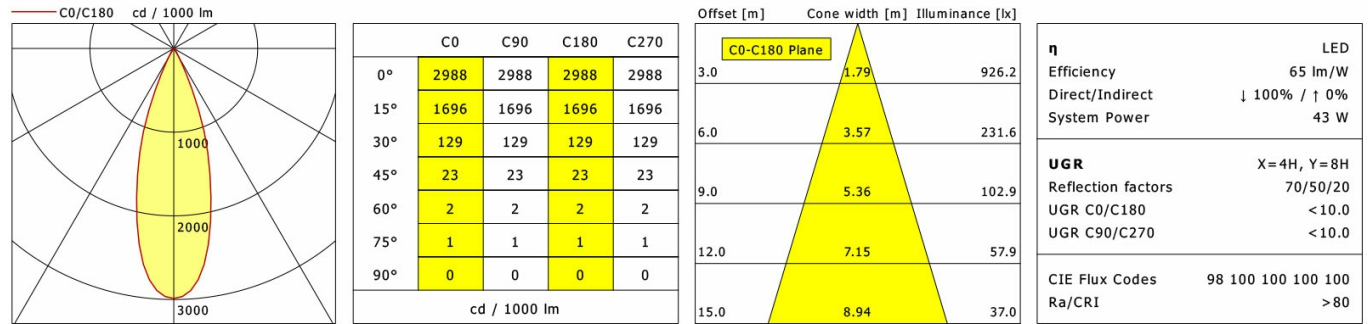 C0/C180 cd / 1000 lm
1000
2000
3000
C0 C90 C180 C270
0° 2988 2988 2988 2988
15° 1696 1696 1696 1696
30° 129 129 129 129
45° 23 23 23 23
60° 2 2 2 2
75° 1 1 1 1
90° 0 0 0 0
cd / 1000 lm
Offset [m] Cone width [m] Illuminance [lx]
C0-C180 Plane
3.0 1.79 926.2
6.0 3.57 231.6
9.0 5.36 102.9
12.0 7.15 57.9
15.0 8.94 37.0
η LED
Efficiency 65 lm/W
Direct/Indirect ↓ 100% / ↑ 0%
System Power 43 W
UGR X=4H, Y=8H
Reflection factors 70/50/20
UGR C0/C180 <10.0
UGR C90/C270 <10.0
CIE Flux Codes 98 100 100 100 100
Ra/CRI >80